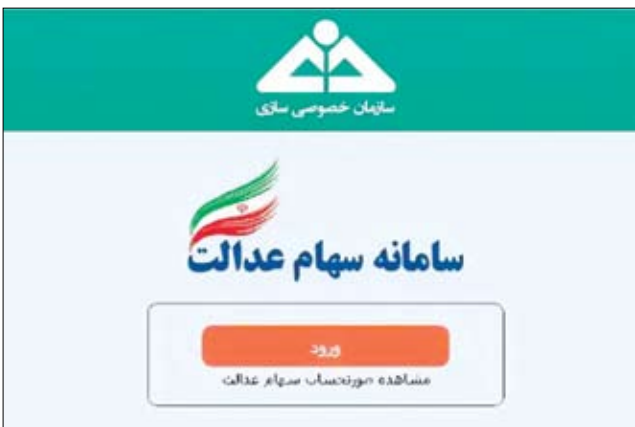 سازمان خصوصی سازی
سامانه سهام عدالت
ورود
مشاهده صورتحساب سهام عدالت